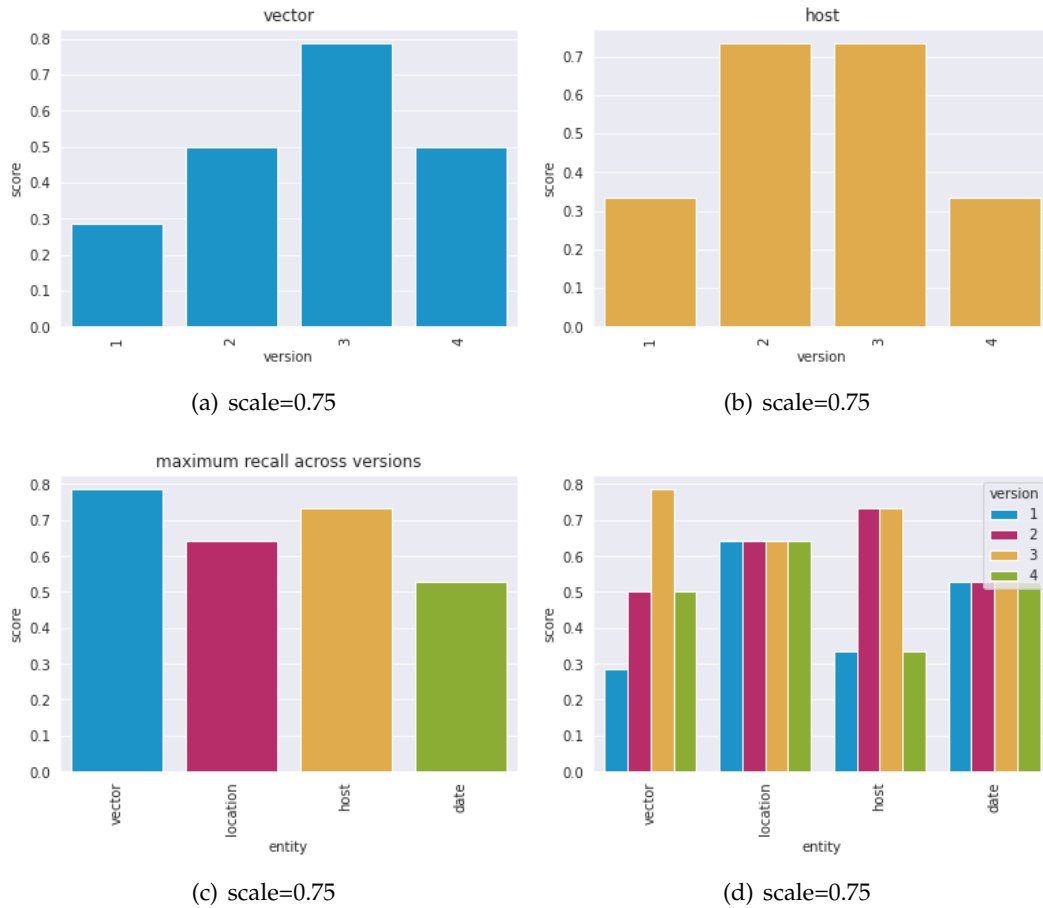 vector
0.8
0.7
0.6
0.5
0.4
0.3
0.2
0.1
0.0
score
1
2
3
4
version
(a) scale=0.75
host
0.7
0.6
0.5
0.4
0.3
0.2
0.1
0.0
score
1
2
3
4
version
(b) scale=0.75
maximum recall across versions
0.8
0.7
0.6
0.5
0.4
0.3
0.2
0.1
0.0
score
vector
location
host
date
entity
(c) scale=0.75
0.8
0.7
0.6
0.5
0.4
0.3
0.2
0.1
0.0
score
version
1
2
3
4
vector
location
host
date
entity
(d) scale=0.75